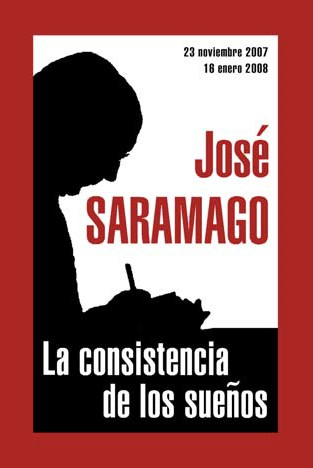 23 noviembre 2007
16 enero 2008
José
SARAMAGO
La consistencia
de los sueños